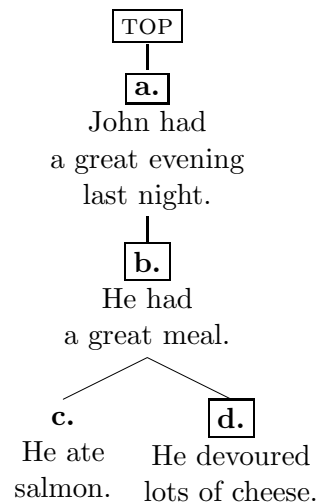 TOP
a.
John had
a great evening
last night.
b.
He had
a great meal.
c.
He ate
salmon.
d.
He devoured
lots of cheese.